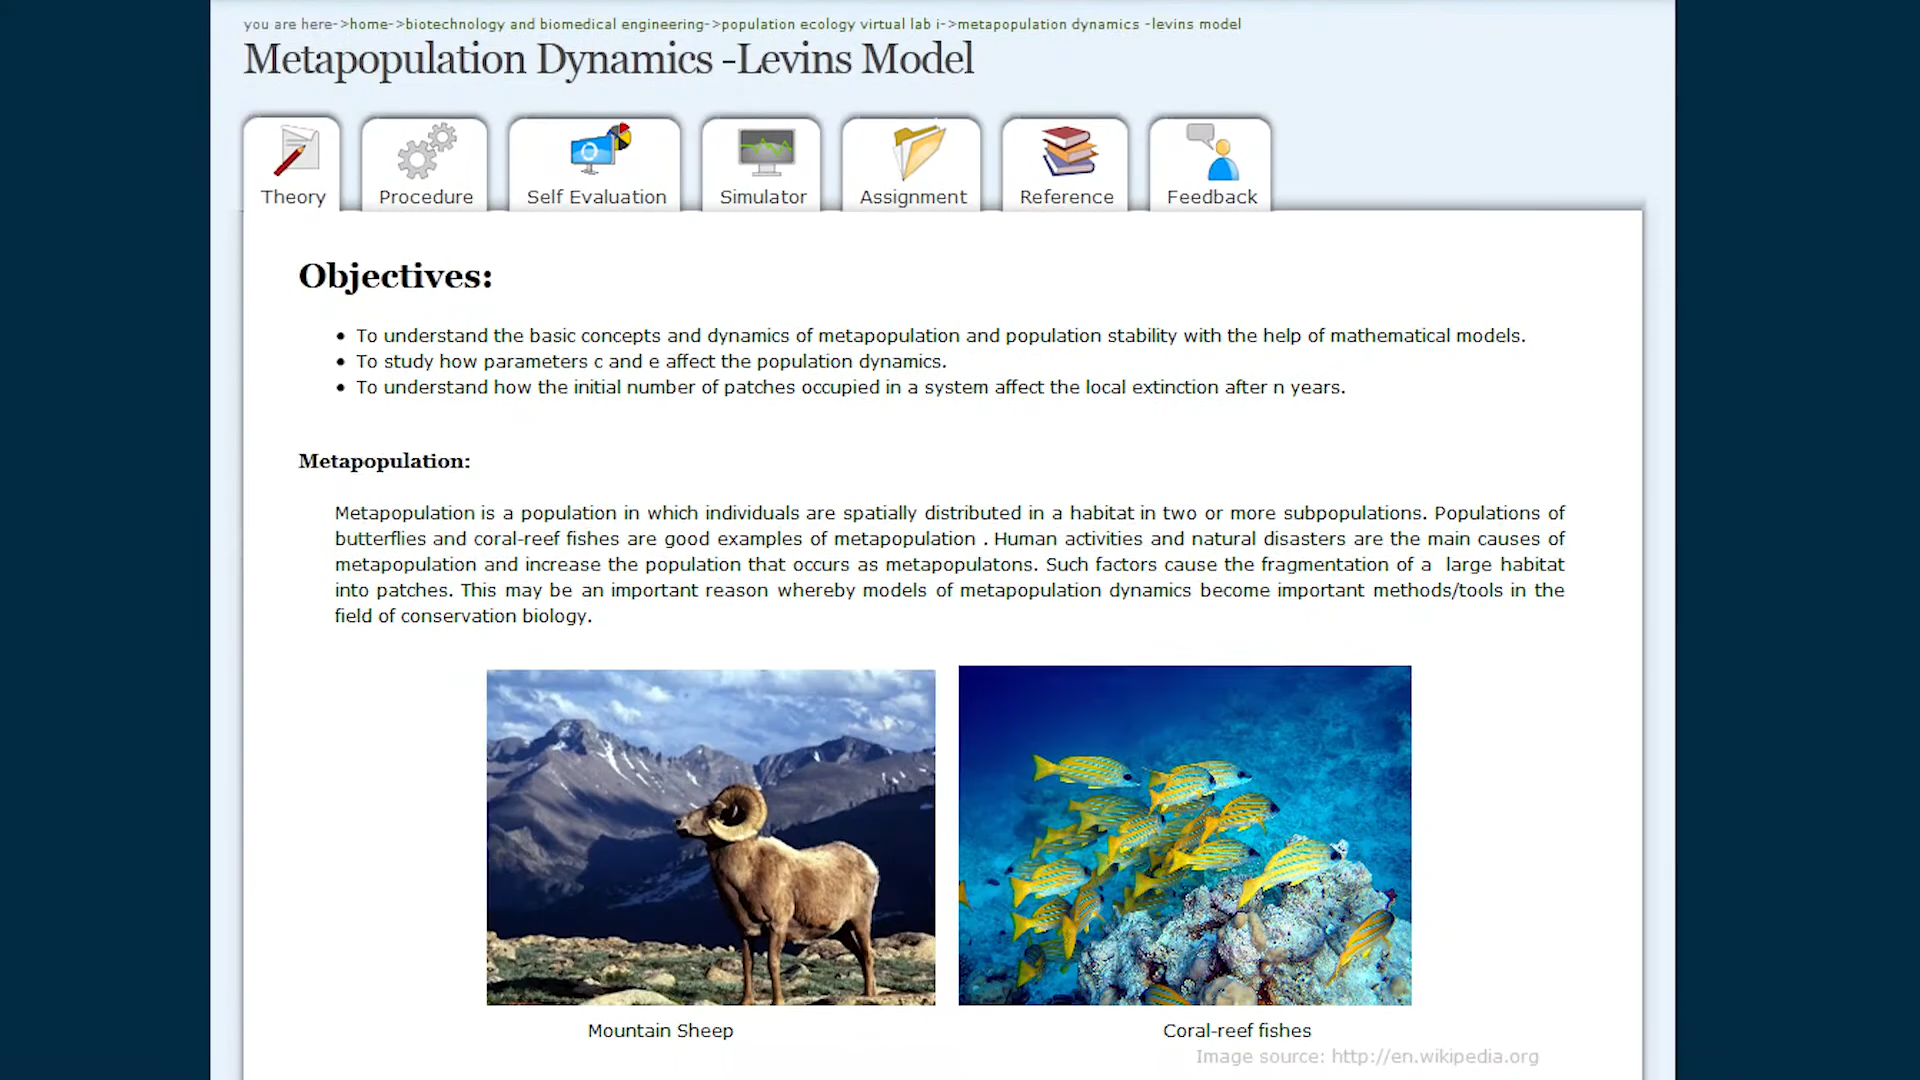 you are here->home->biotechnology and biomedical engineering->population ecology virtual lab i->metapopulation dynamics -levins model
Metapopulation Dynamics -Levins Model
Theory
Procedure
Self Evaluation
Simulator
Assignment
Reference
Feedback
Objectives:
• To understand the basic concepts and dynamics of metapopulation and population stability with the help of mathematical models.
• To study how parameters c and e affect the population dynamics.
• To understand how the initial number of patches occupied in a system affect the local extinction after n years.
Metapopulation:
Metapopulation is a population in which individuals are spatially distributed in a habitat in two or more subpopulations. Populations of
butterflies and coral-reef fishes are good examples of metapopulation . Human activities and natural disasters are the main causes of
metapopulation and increase the population that occurs as metapopulatons. Such factors cause the fragmentation of a large habitat
into patches. This may be an important reason whereby models of metapopulation dynamics become important methods/tools in the
field of conservation biology.
Mountain Sheep
Coral-reef fishes
Image source: http://en.wikipedia.org